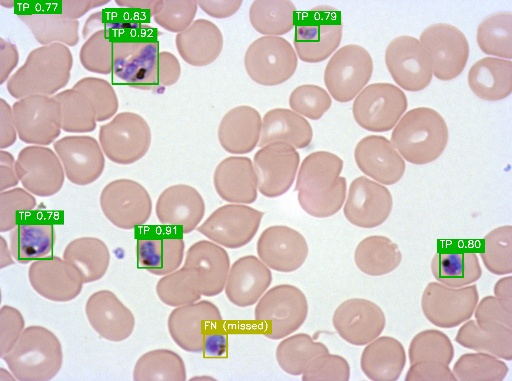 TP 0.77
TP 0.83
TP 0.79
TP 0.92
TP 0.78
TP 0.91
TP 0.80
FN (missed)